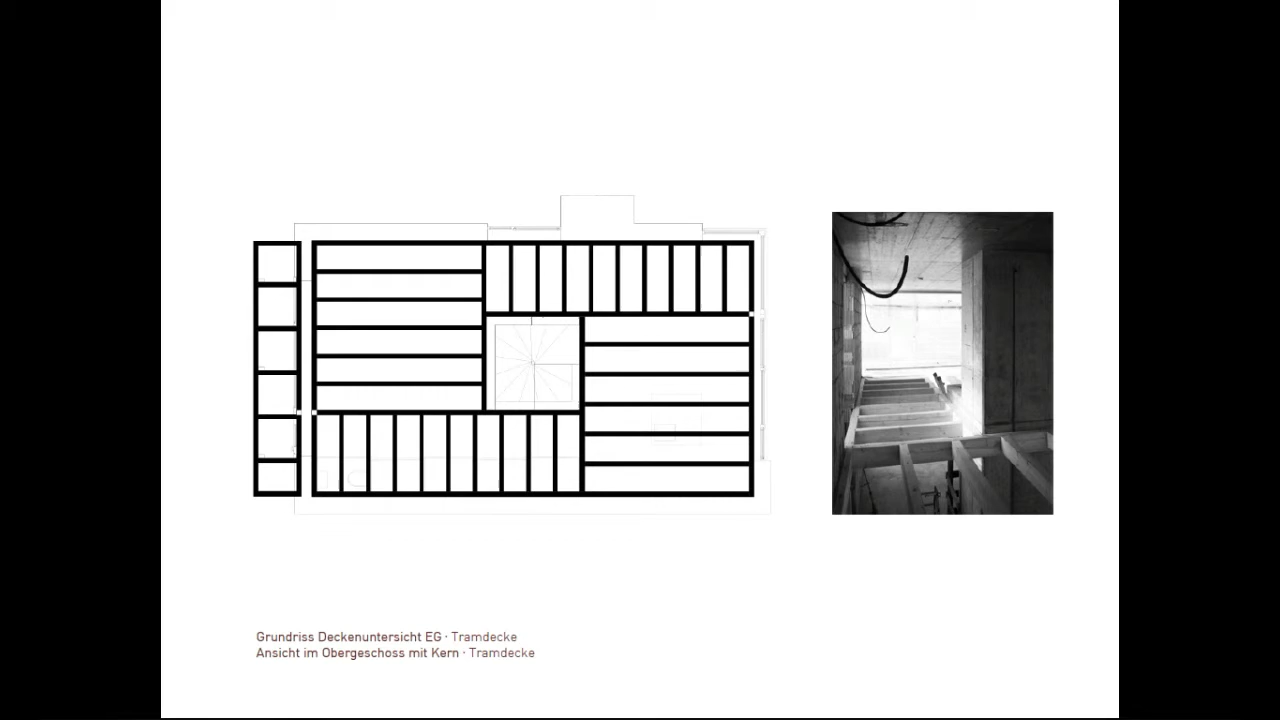 Grundriss Deckenuntersicht EG · Tramdecke
Ansicht im Obergeschoss mit Kern · Tramdecke